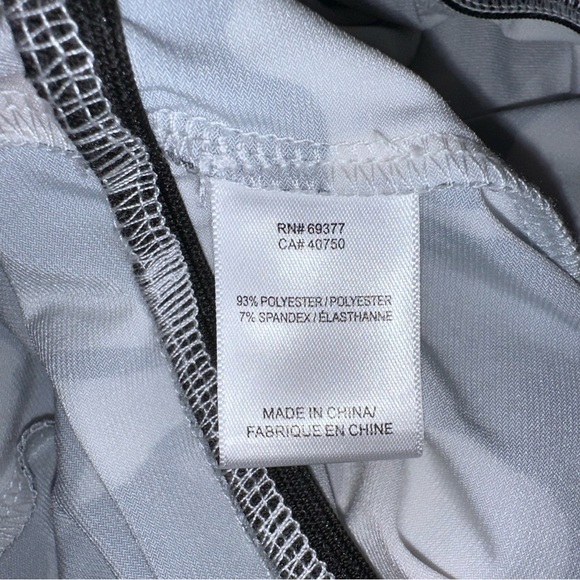 RN# 69377
CA# 40750
93% POLYESTER / POLYESTER
7% SPANDEX / ÉLASTHANNE
MADE IN CHINA/
FABRIQUE EN CHINE